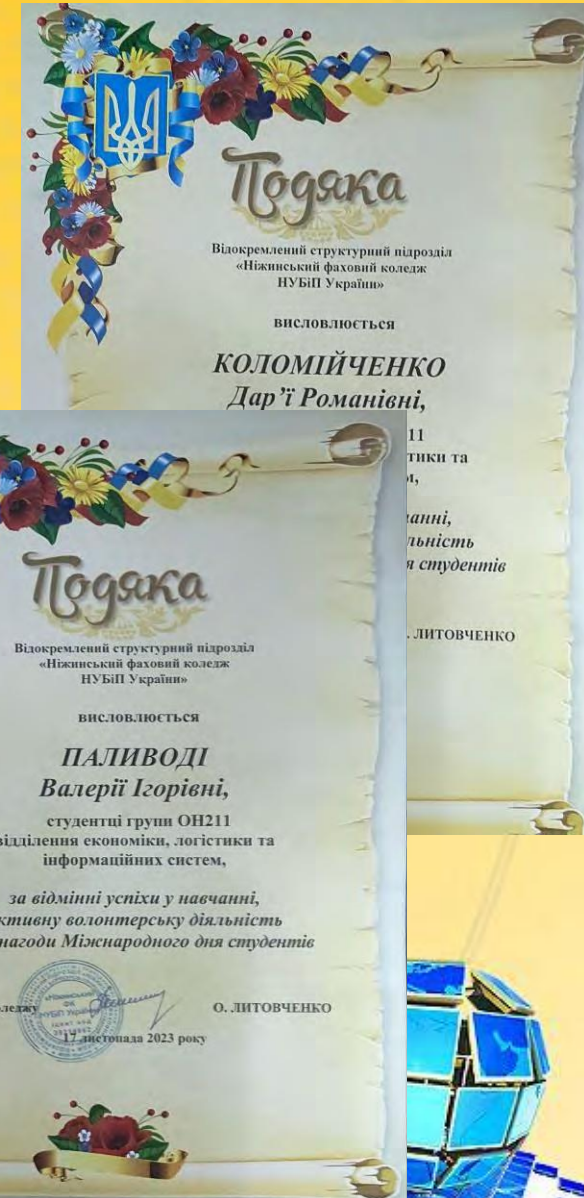 Подяка
Відокремлений структурний підрозділ
«Ніжинський фаховий коледж
НУБіП України»
висловлюється
КОЛОМІЙЧЕНКО
Дар’ї Романівні,
11
тики та
анні,
льність
я студентів
. ЛИТОВЧЕНКО
Подяка
Відокремлений структурний підрозділ
«Ніжинський фаховий коледж
НУБіП України»
висловлюється
ПАЛИВОДІ
Валерії Ігорівні,
студентці групи ОН211
відділення економіки, логістики та
інформаційних систем,
за відмінні успіхи у навчанні,
ктивну волонтерську діяльність
нагоди Міжнародного дня студентів
О. ЛИТОВЧЕНКО
17 листопада 2023 року